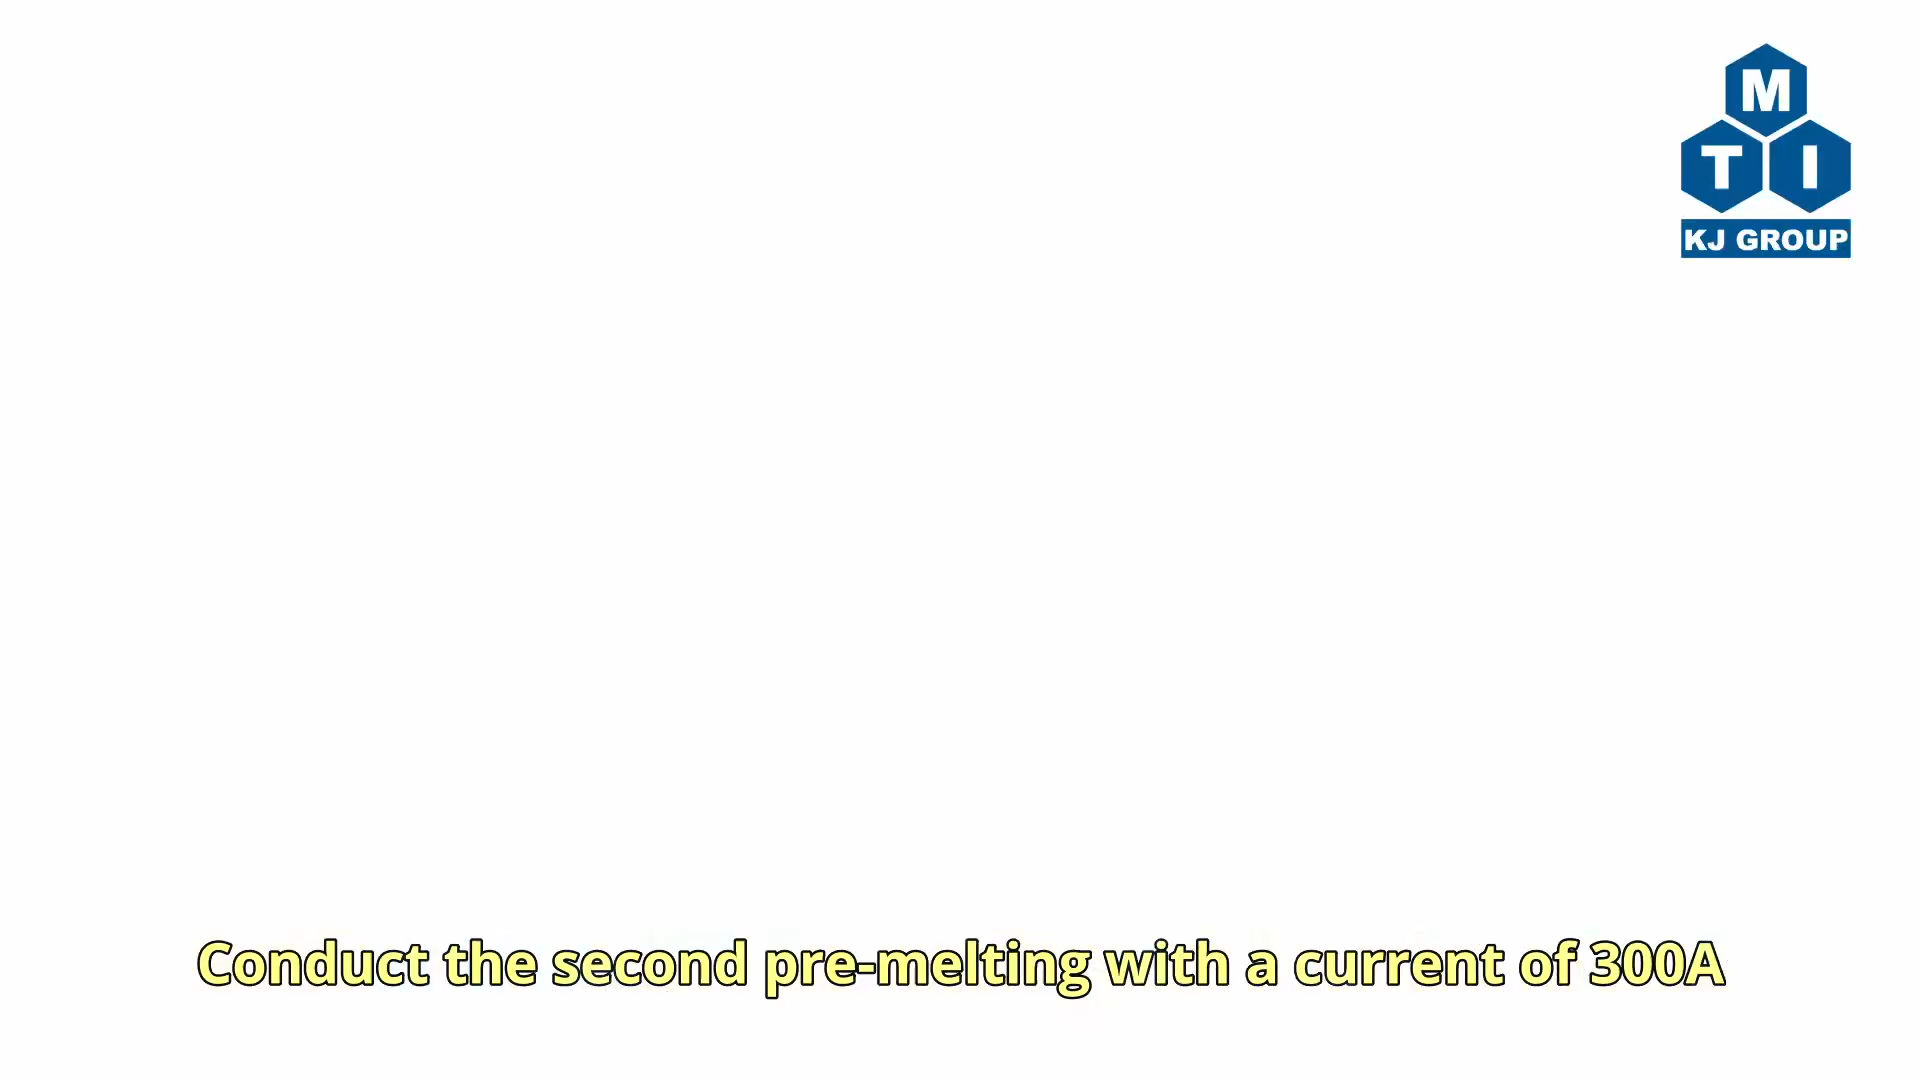 M
T I
KJ GROUP
Conduct the second pre-melting with a current of 300A